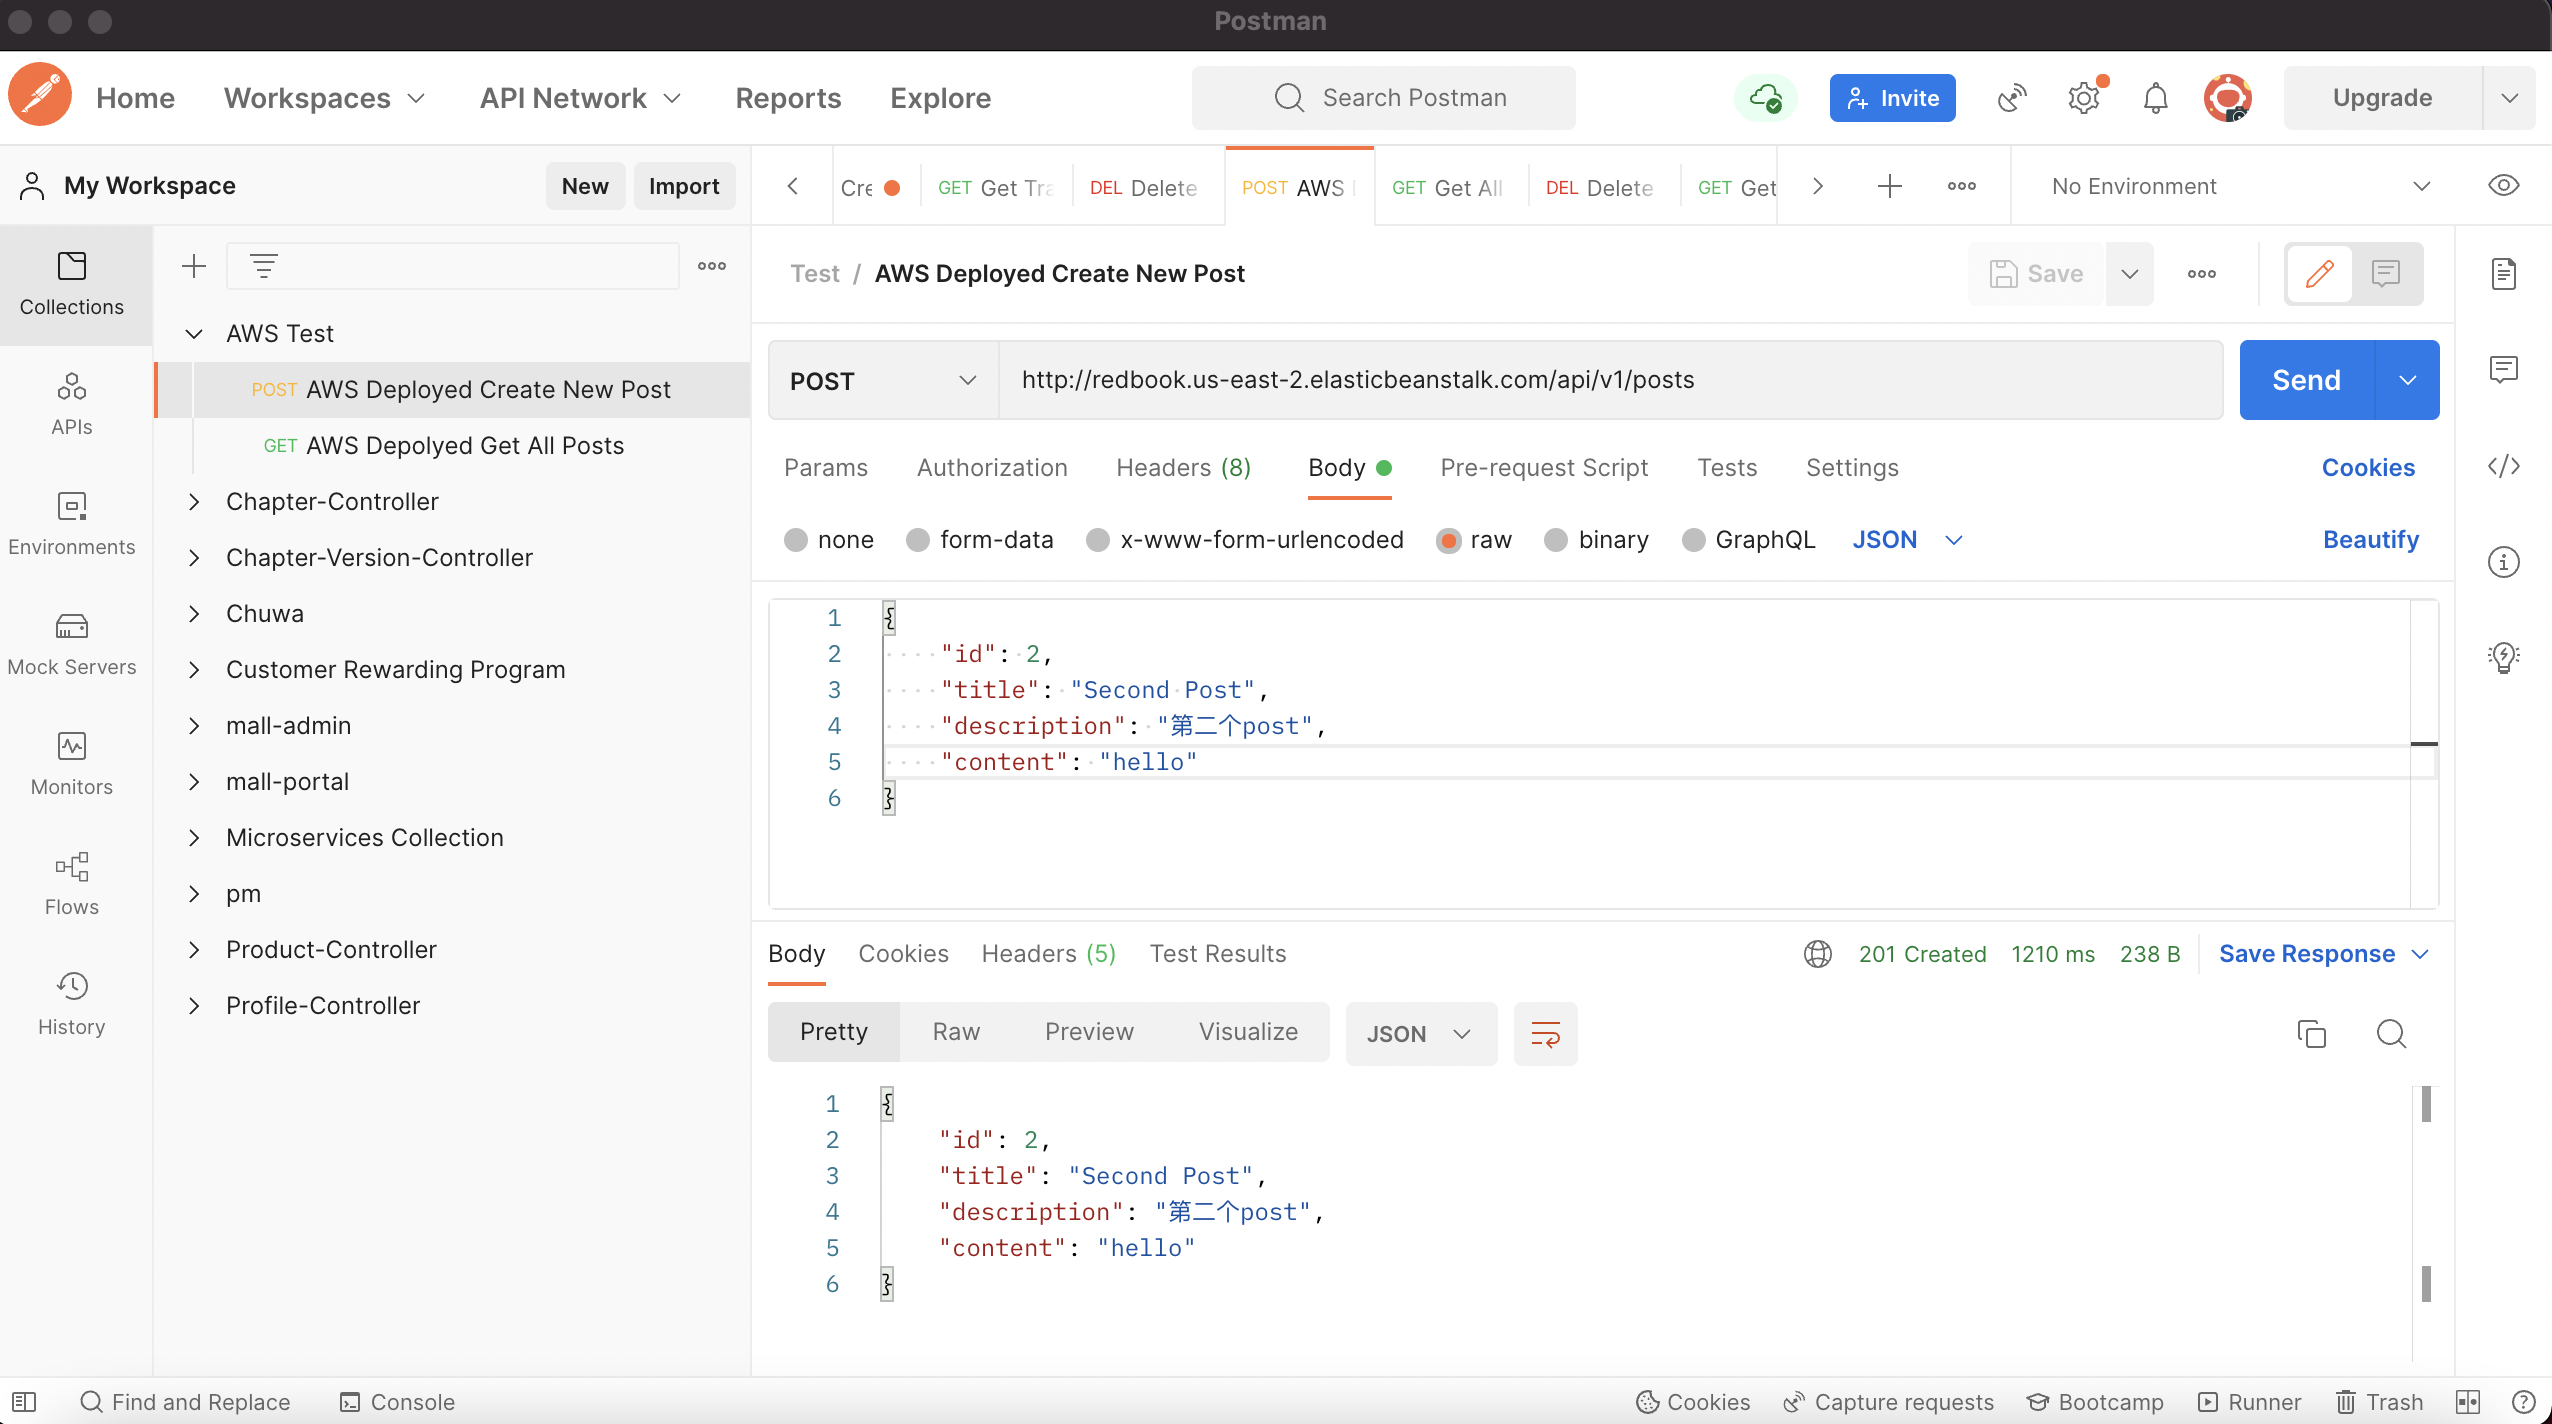 Postman
Home Workspaces API Network Reports Explore Search Postman Invite Upgrade
My Workspace New Import
Cre GET Get Tra DEL Delete POST AWS GET Get All DEL Delete GET Get No Environment
Collections
APIs
Environments
Mock Servers
Monitors
Flows
History
AWS Test
POST AWS Deployed Create New Post
GET AWS Depolyed Get All Posts
Chapter-Controller
Chapter-Version-Controller
Chuwa
Customer Rewarding Program
mall-admin
mall-portal
Microservices Collection
pm
Product-Controller
Profile-Controller
Test / AWS Deployed Create New Post Save
POST http://redbook.us-east-2.elasticbeanstalk.com/api/v1/posts Send
Params Authorization Headers (8) Body Pre-request Script Tests Settings Cookies
none form-data x-www-form-urlencoded raw binary GraphQL JSON Beautify
1 {
2 "id": 2,
3 "title": "Second Post",
4 "description": "第二个post",
5 "content": "hello"
6 }
Body Cookies Headers (5) Test Results 201 Created 1210 ms 238 B Save Response
Pretty Raw Preview Visualize JSON
1 {
2 "id": 2,
3 "title": "Second Post",
4 "description": "第二个post",
5 "content": "hello"
6 }
Find and Replace Console Cookies Capture requests Bootcamp Runner Trash